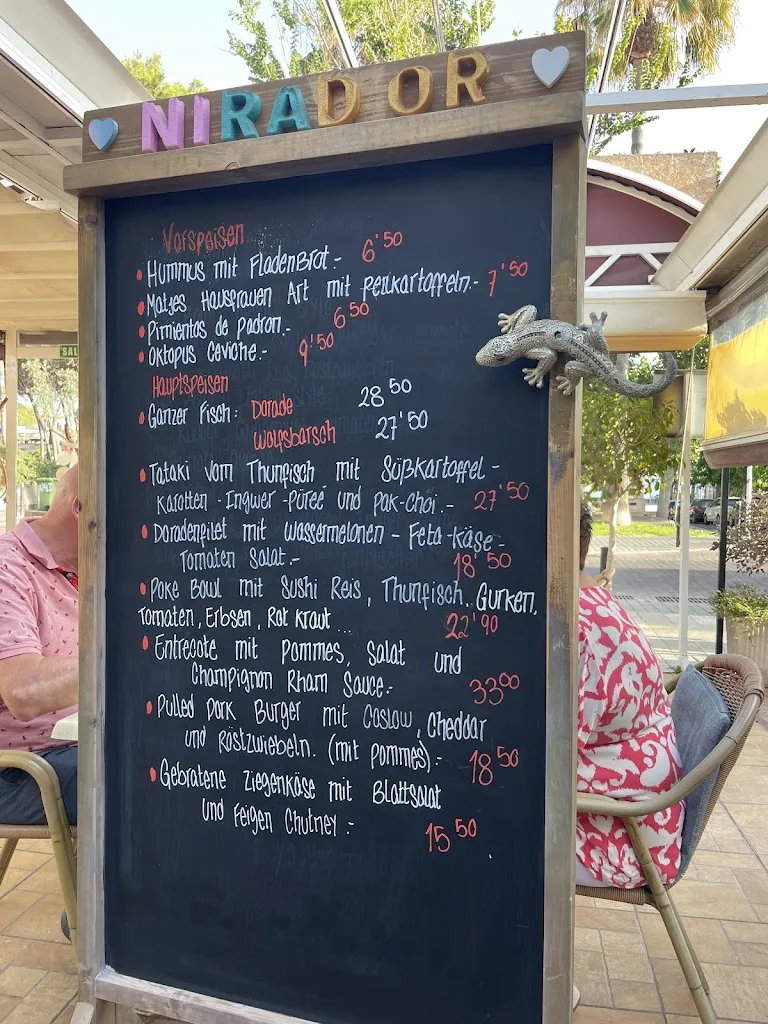 NIRADOR
Vorspeisen
Hummus mit FladenBrot.- 6'50
Matjes Hausfrauen Art mit Pellkartoffeln.- 7'50
Pimientos de padron.- 6'50
Oktopus Ceviche.- 9'50
Hauptspeisen
Ganzer Fisch: Dorade 28'50
Wolfsbarsch 27'50
Tataki vom Thunfisch mit Süßkartoffel-
Karotten-Ingwer-Püree und Pak-choi.- 27'50
Doradenfilet mit Wassermelonen-Feta-Käse-
Tomaten Salat.- 18'50
Poke Bowl mit Sushi Reis, Thunfisch, Gurken,
Tomaten, Erbsen, Rot kraut... 22'90
Entrecote mit Pommes, Salat und
Champignon Rham Sauce.- 33'00
Pulled Pork Burger mit Coslow, Cheddar
und Rostzwiebeln. (mit Pommes).- 18'50
Gebratene Ziegenkäse mit Blattsalat
und Feigen Chutney.- 15'50
SAL